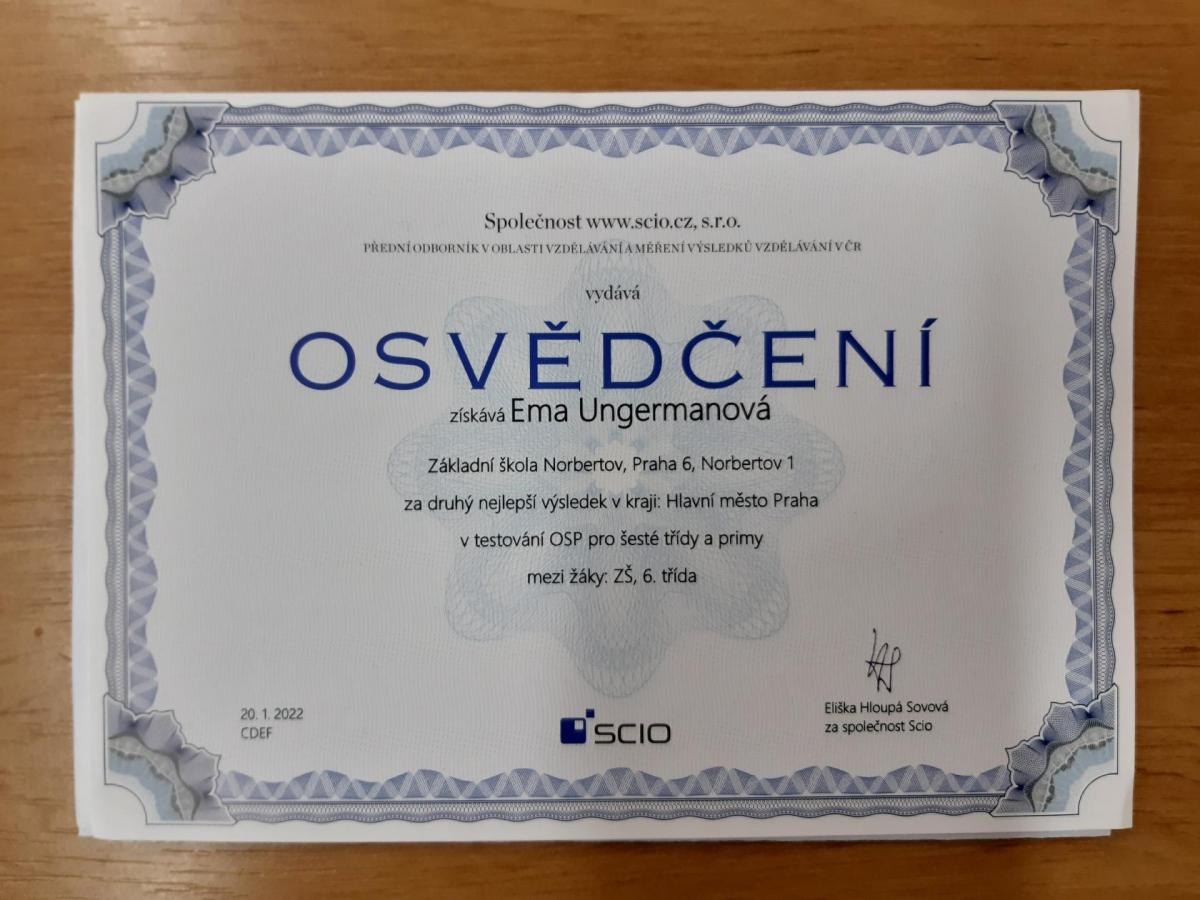 Společnost www.scio.cz, s.r.o.
PŘEDNÍ ODBORNÍK V OBLASTI VZDĚLÁVÁNÍ A MĚŘENÍ VÝSLEDKŮ VZDĚLÁVÁNÍ V ČR
vydává
OSVĚDČENÍ
získává Ema Ungermanová
Základní škola Norbertov, Praha 6, Norbertov 1
za druhý nejlepší výsledek v kraji: Hlavní město Praha
v testování OSP pro šesté třídy a primy
mezi žáky: ZŠ, 6. třída
20. 1. 2022
CDEF
SCIO
Eliška Hloupá Sovová
za společnost Scio